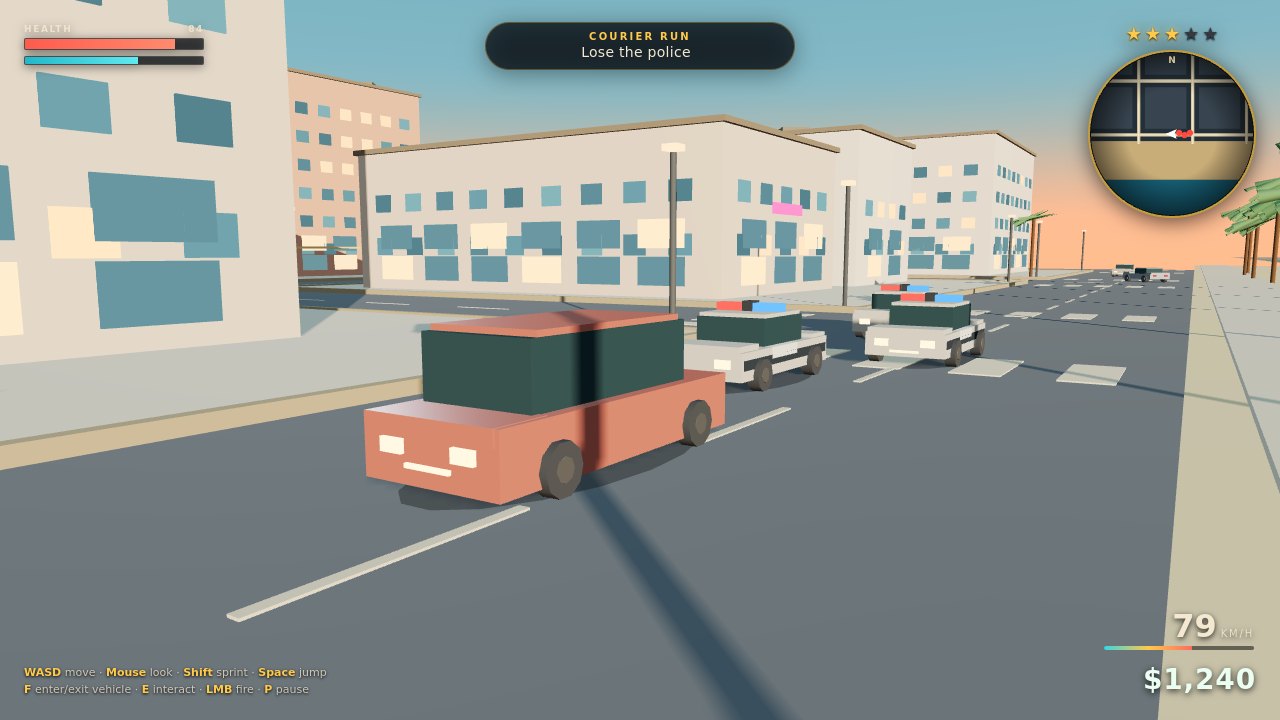 HEALTH 84
COURIER RUN
Lose the police
N
79 KM/H
$1,240
WASD move · Mouse look · Shift sprint · Space jump
F enter/exit vehicle · E interact · LMB fire · P pause